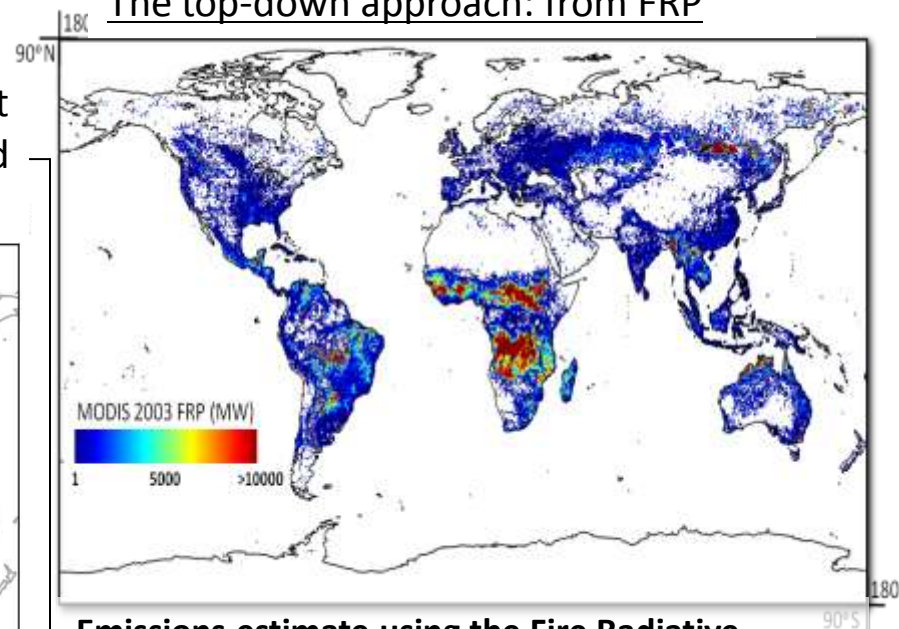 The top-down approach: from FRP
180
90°N
t
d
MODIS 2003 FRP (MW)
1 5000 >10000
180
90°S
Emissions estimate using the Fire Radiative